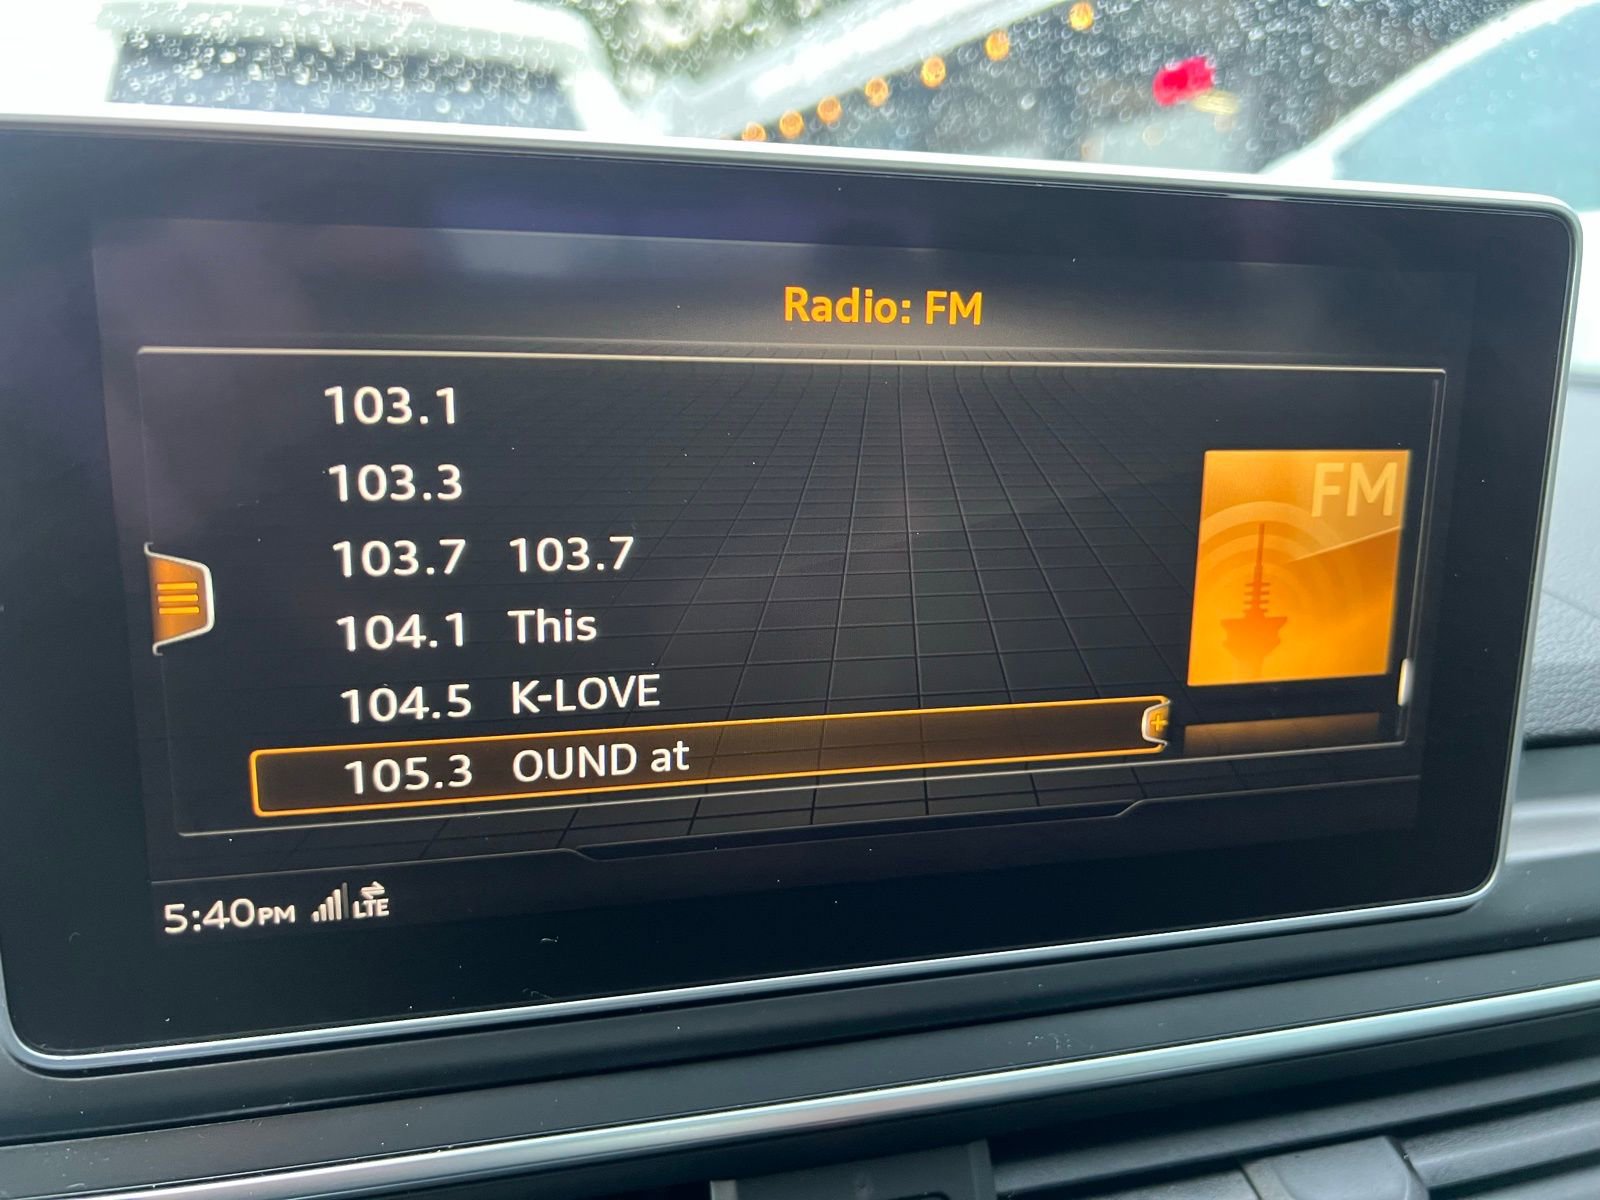 Radio: FM
103.1
103.3
FM
103.7 103.7
104.1 This
104.5 K-LOVE
105.3 OUND at
5:40PM LTE